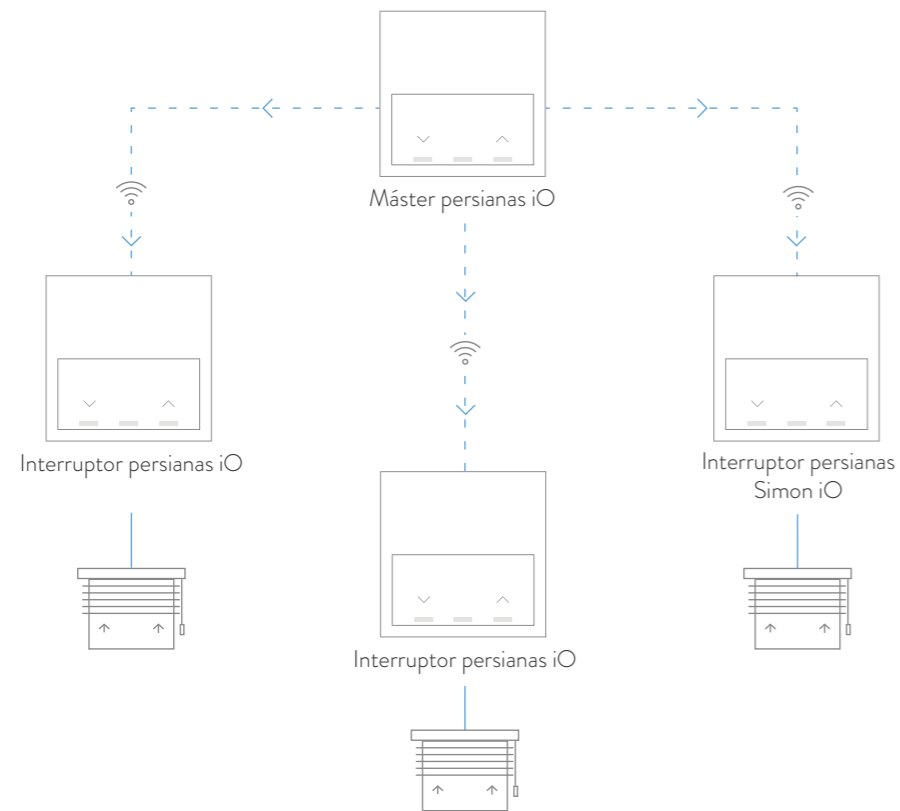 Máster persianas iO
Interruptor persianas iO
Interruptor persianas
Simon iO
Interruptor persianas iO